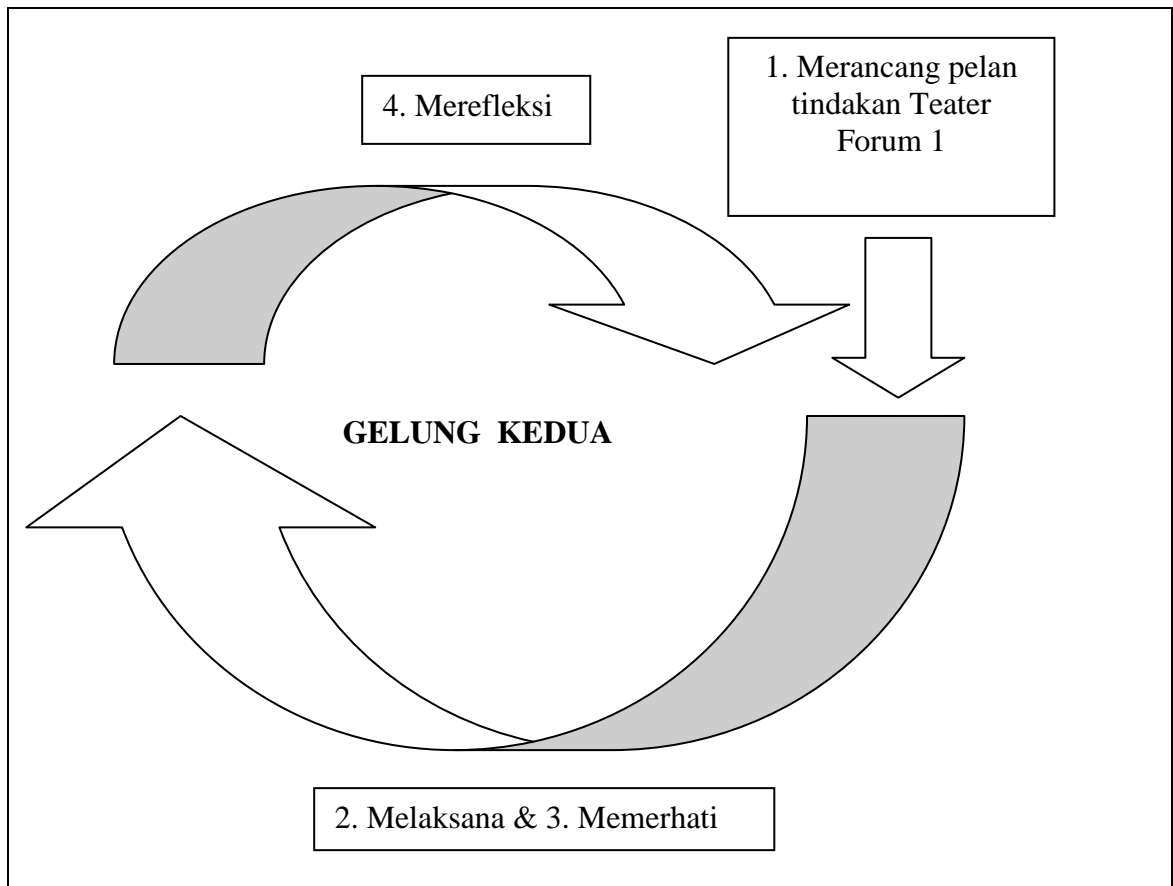 4. Merefleksi
1. Merancang pelan
tindakan Teater
Forum 1
GELUNG KEDUA
2. Melaksana & 3. Memerhati